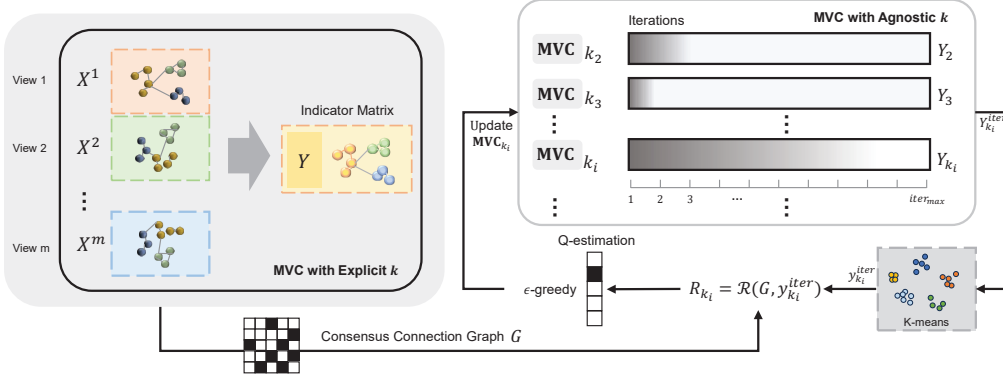 View 1
X^1
View 2
X^2
⋮
View m
X^m
Indicator Matrix
Y
MVC with Explicit k
Iterations
MVC with Agnostic k
MVC k_2
Y_2
MVC k_3
Y_3
⋮
⋮
MVC k_i
Y_{k_i}
1 2 3 ... iter_{max}
⋮
⋮
Update
MVC_{k_i}
Y_{k_i}^{iter}
Q-estimation
ϵ-greedy
R_{k_i} = ℛ(G, y_{k_i}^{iter})
y_{k_i}^{iter}
K-means
Consensus Connection Graph G